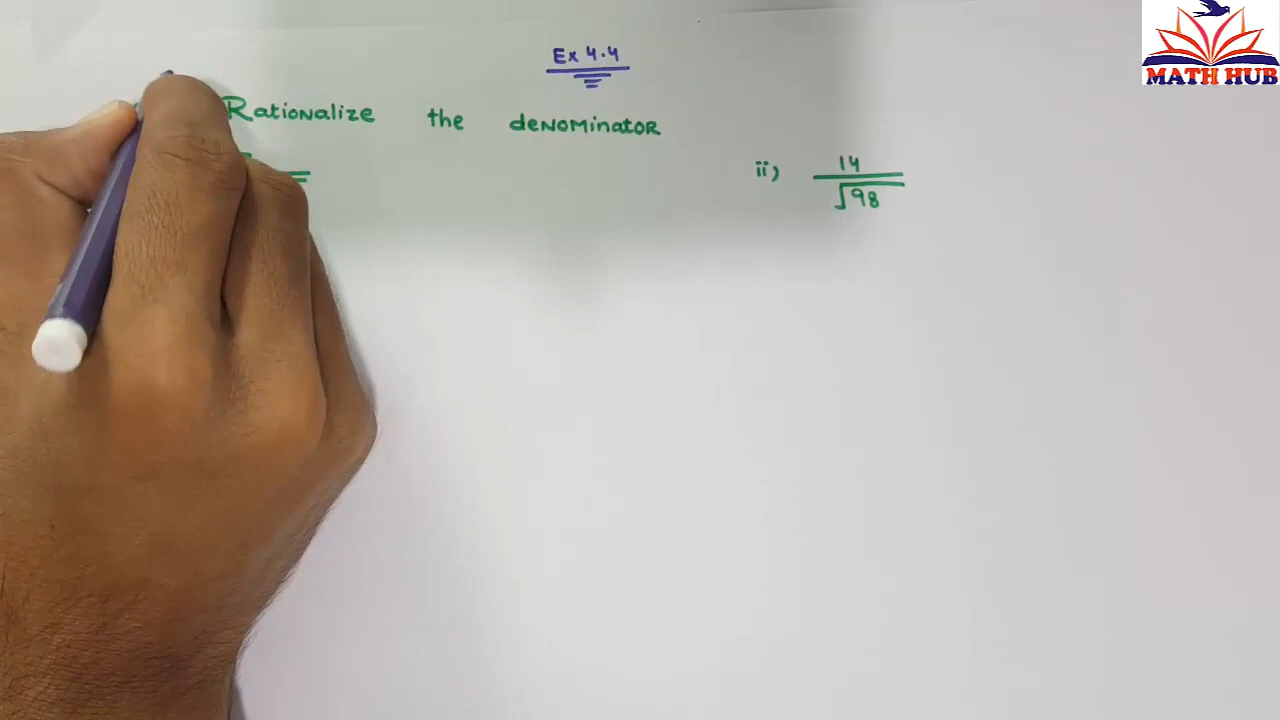 Ex 4.4
MATH HUB
Rationalize the denominator
ii) 14
√98